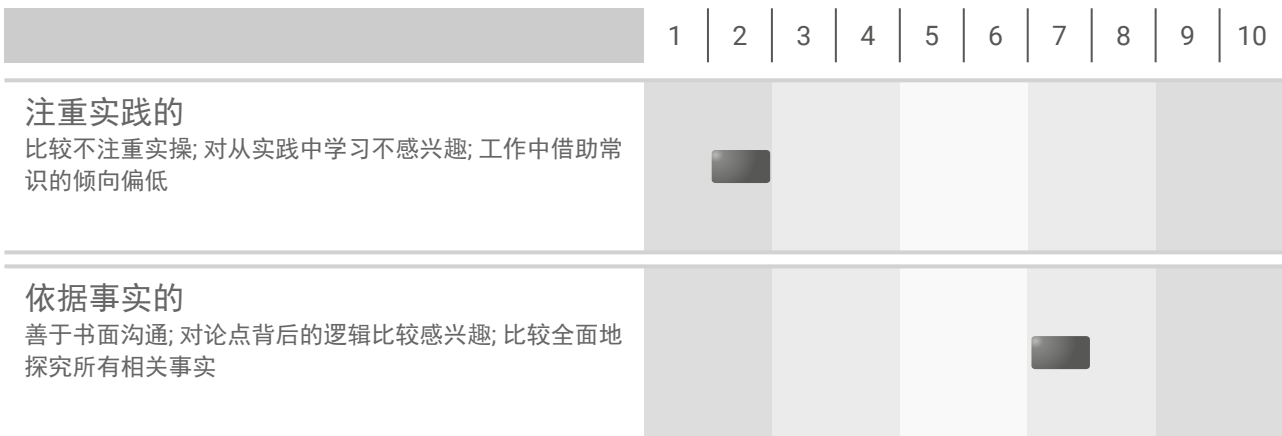 1 2 3 4 5 6 7 8 9 10
注重实践的
比较不注重实操; 对从实践中学习不感兴趣; 工作中借助常
识的倾向偏低
依据事实的
善于书面沟通; 对论点背后的逻辑比较感兴趣; 比较全面地
探究所有相关事实